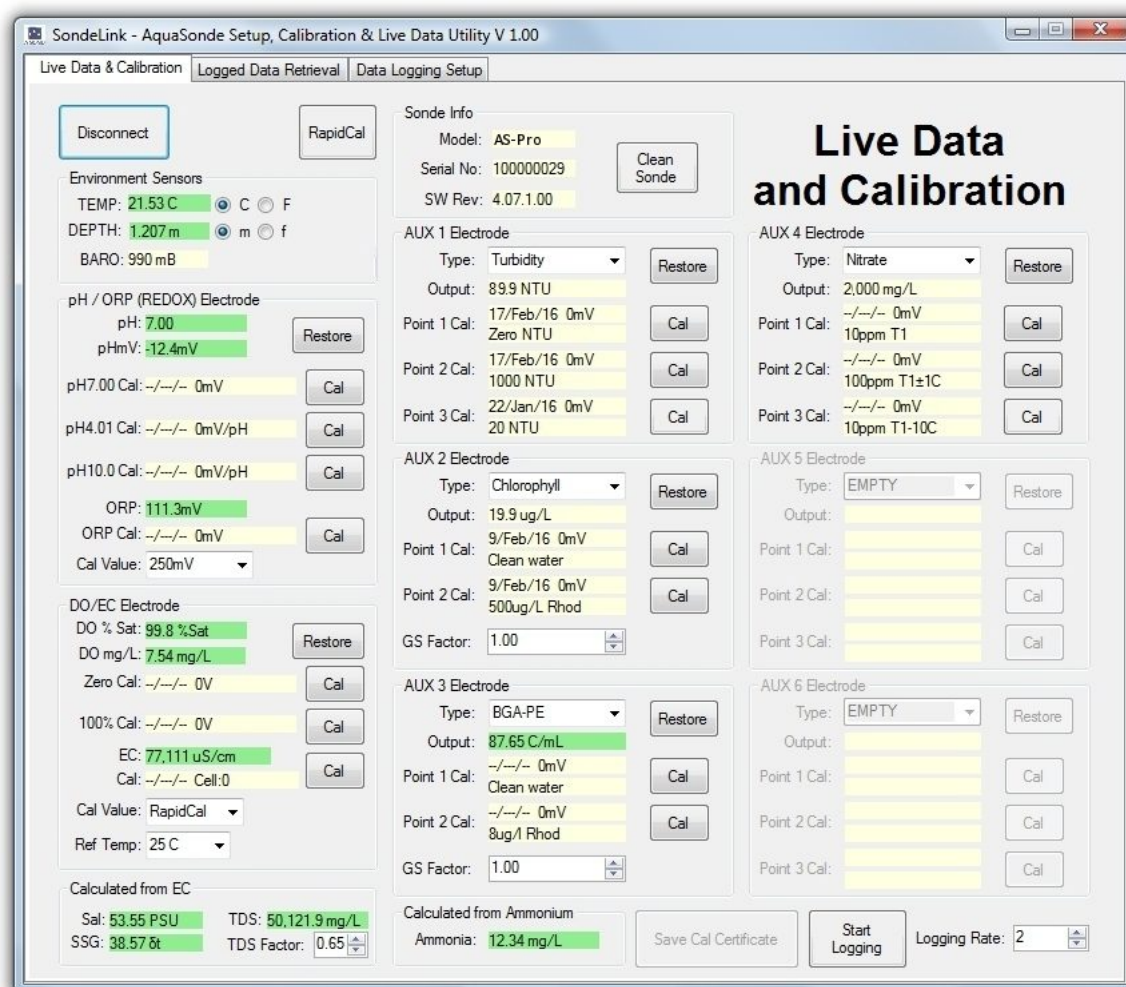 SondeLink - AquaSonde Setup, Calibration & Live Data Utility V 1.00
Live Data & Calibration Logged Data Retrieval Data Logging Setup
Disconnect
RapidCal
Environment Sensors
TEMP: 21.53 C C F
DEPTH: 1.207 m m f
BARO: 990 mB
pH / ORP (REDOX) Electrode
pH: 7.00
pHmV: -12.4mV
Restore
pH7.00 Cal: --/---/-- 0mV Cal
pH4.01 Cal: --/---/-- 0mV/pH Cal
pH10.0 Cal: --/---/-- 0mV/pH Cal
ORP: 111.3mV
ORP Cal: --/---/-- 0mV Cal
Cal Value: 250mV
DO/EC Electrode
DO % Sat: 99.8 %Sat
DO mg/L: 7.54 mg/L
Restore
Zero Cal: --/---/-- 0V Cal
100% Cal: --/---/-- 0V Cal
EC: 77,111 uS/cm
Cal: --/---/-- Cell:0
Cal
Cal Value: RapidCal
Ref Temp: 25 C
Calculated from EC
Sal: 53.55 PSU TDS: 50,121.9 mg/L
SSG: 38.57 δt TDS Factor: 0.65
Sonde Info
Model: AS-Pro
Serial No: 100000029
SW Rev: 4.07.1.00
Clean
Sonde
Live Data
and Calibration
AUX 1 Electrode
Type: Turbidity Restore
Output: 89.9 NTU
Point 1 Cal: 17/Feb/16 0mV
Zero NTU
Cal
Point 2 Cal: 17/Feb/16 0mV
1000 NTU
Cal
Point 3 Cal: 22/Jan/16 0mV
20 NTU
Cal
AUX 2 Electrode
Type: Chlorophyll Restore
Output: 19.9 ug/L
Point 1 Cal: 9/Feb/16 0mV
Clean water
Cal
Point 2 Cal: 9/Feb/16 0mV
500ug/L Rhod
Cal
GS Factor: 1.00
AUX 3 Electrode
Type: BGA-PE Restore
Output: 87.65 C/mL
Point 1 Cal: --/---/-- 0mV
Clean water
Cal
Point 2 Cal: --/---/-- 0mV
8ug/l Rhod
Cal
GS Factor: 1.00
Calculated from Ammonium
Ammonia: 12.34 mg/L
AUX 4 Electrode
Type: Nitrate Restore
Output: 2,000 mg/L
Point 1 Cal: --/---/-- 0mV
10ppm T1
Cal
Point 2 Cal: --/---/-- 0mV
100ppm T1±1C
Cal
Point 3 Cal: --/---/-- 0mV
10ppm T1-10C
Cal
AUX 5 Electrode
Type: EMPTY Restore
Output:
Point 1 Cal: Cal
Point 2 Cal: Cal
Point 3 Cal: Cal
AUX 6 Electrode
Type: EMPTY Restore
Output:
Point 1 Cal: Cal
Point 2 Cal: Cal
Point 3 Cal: Cal
Save Cal Certificate
Start
Logging
Logging Rate: 2